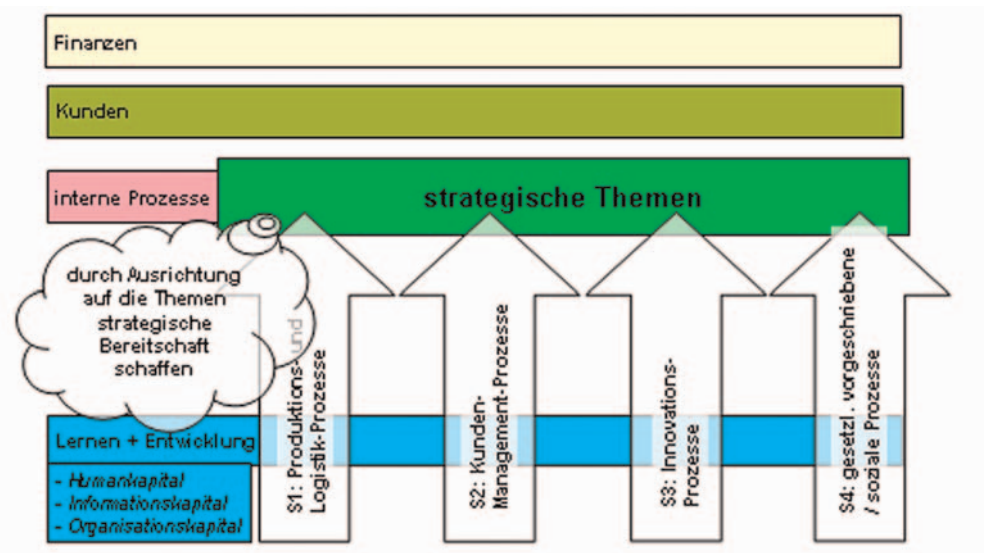 Finanzen
Kunden
interne Prozesse
strategische Themen
durch Ausrichtung
auf die Themen
strategische
Bereitschaft
schaffen
S1: Produktions- und
Logistik-Prozesse
S2: Kunden-
Management-Prozesse
S3: Innovations-
Prozesse
S4: gesetzl. vorgeschriebene
/ soziale Prozesse
Lernen + Entwicklung
- Humankapital
- Informationskapital
- Organisationskapital